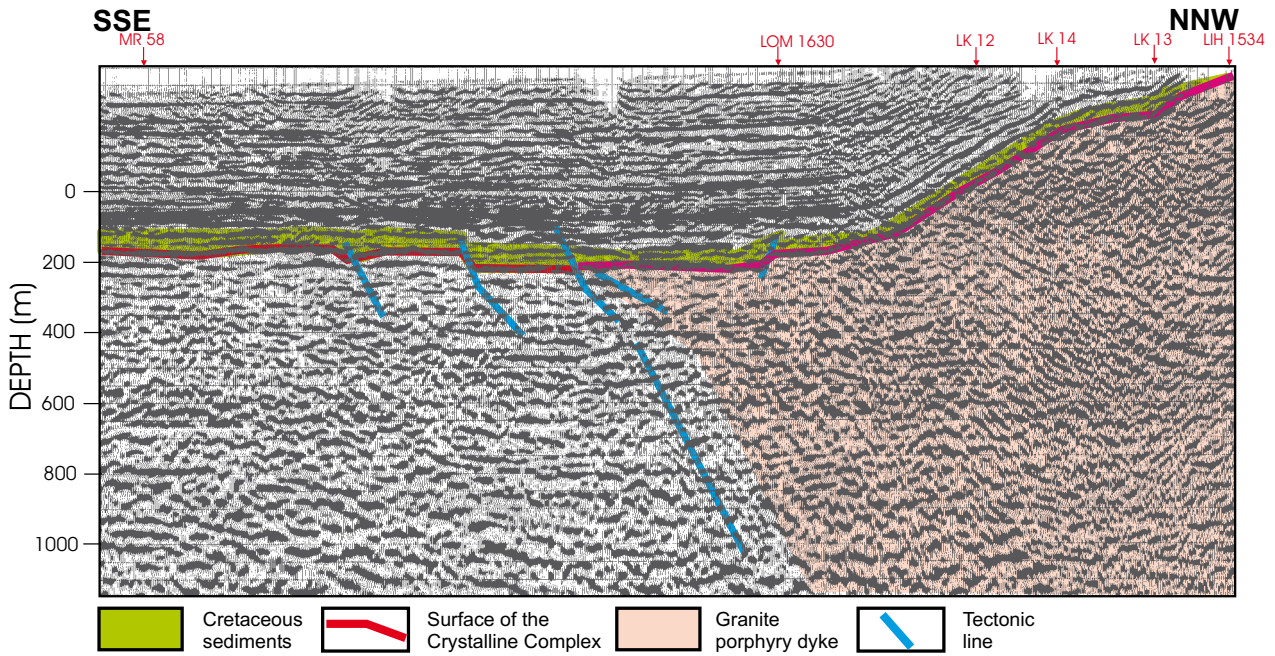 SSE NNW
MR 58 LOM 1630 LK 12 LK 14 LK 13 LIH 1534
DEPTH (m)
0
200
400
600
800
1000
Cretaceous
sediments
Surface of the
Crystalline Complex
Granite
porphyry dyke
Tectonic
line